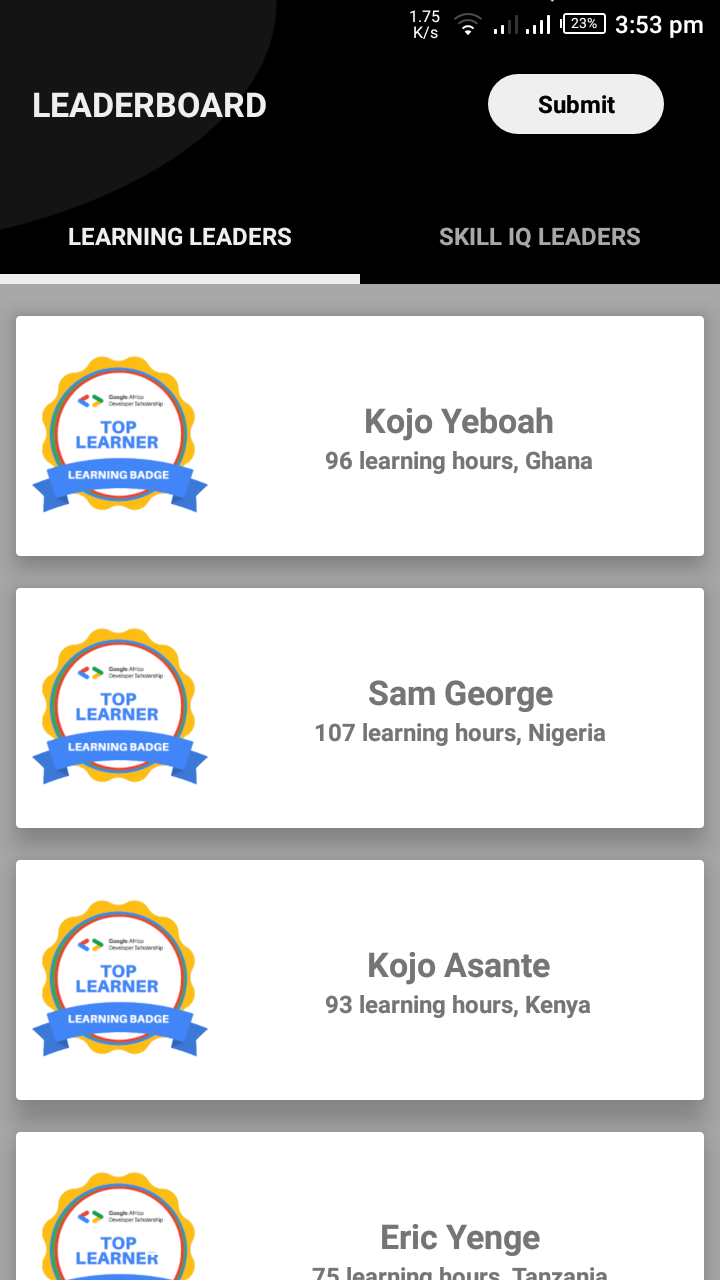 1.75
K/s
23%
3:53 pm
LEADERBOARD
Submit
LEARNING LEADERS
SKILL IQ LEADERS
Google Africa
Developer Scholarship
TOP
LEARNER
LEARNING BADGE
Kojo Yeboah
96 learning hours, Ghana
Google Africa
Developer Scholarship
TOP
LEARNER
LEARNING BADGE
Sam George
107 learning hours, Nigeria
Google Africa
Developer Scholarship
TOP
LEARNER
LEARNING BADGE
Kojo Asante
93 learning hours, Kenya
Google Africa
Developer Scholarship
TOP
LEARNER
Eric Yenge
75 learning hours, Tanzania